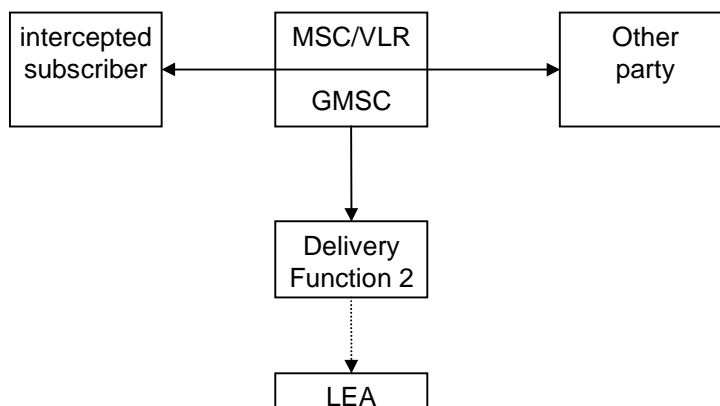 intercepted
subscriber
MSC/VLR
GMSC
Other
party
Delivery
Function 2
LEA